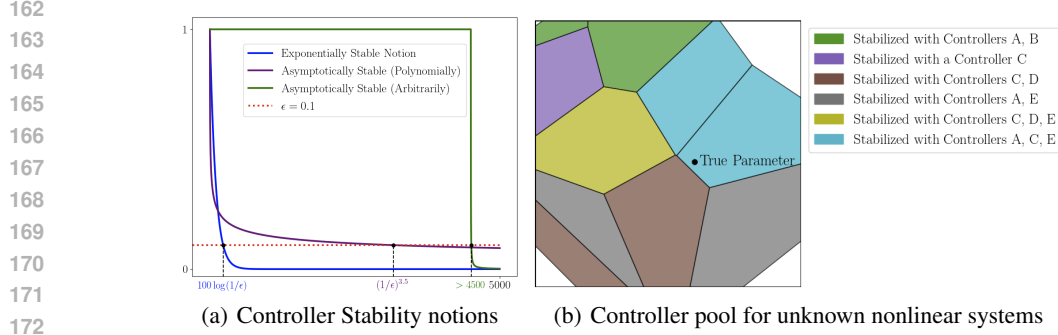 162
163
164
165
166
167
168
169
170
171
172
1
0
Exponentially Stable Notion
Asymptotically Stable (Polynomially)
Asymptotically Stable (Arbitrarily)
ϵ = 0.1
100 log(1/ϵ)
(1/ϵ)^3.5
> 4500
5000
(a) Controller Stability notions
True Parameter
Stabilized with Controllers A, B
Stabilized with a Controller C
Stabilized with Controllers C, D
Stabilized with Controllers A, E
Stabilized with Controllers C, D, E
Stabilized with Controllers A, C, E
(b) Controller pool for unknown nonlinear systems